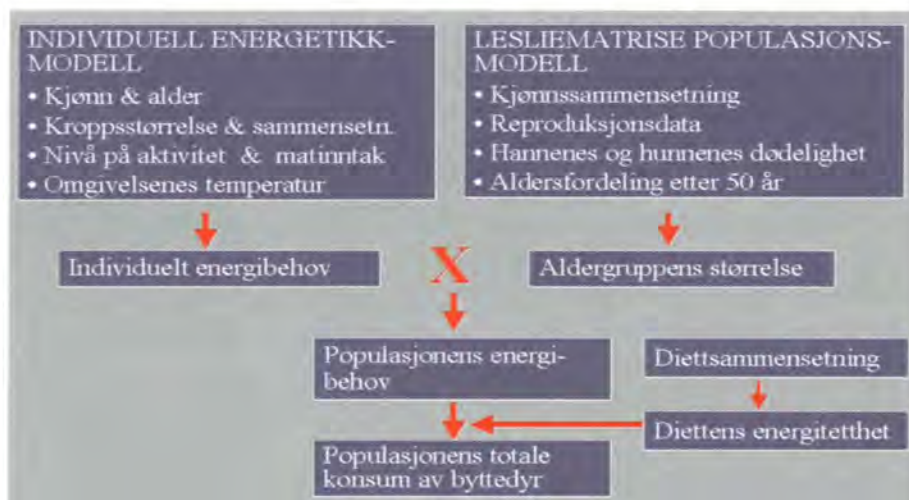 INDIVIDUELL ENERGETIKK-
MODELL
• Kjønn & alder
• Kroppsstørrelse & sammensetn.
• Nivå på aktivitet & matinntak
• Omgivelsenes temperatur
LESLIEMATRISE POPULASJONS-
MODELL
• Kjønnssammensetning
• Reproduksjonsdata
• Hannenes og hunnenes dødelighet
• Aldersfordeling etter 50 år
Individuelt energibehov
X
Aldergruppens størrelse
Populasjonens energi-
behov
Diettsammensetning
Diettens energitetthet
Populasjonens totale
konsum av byttedyr